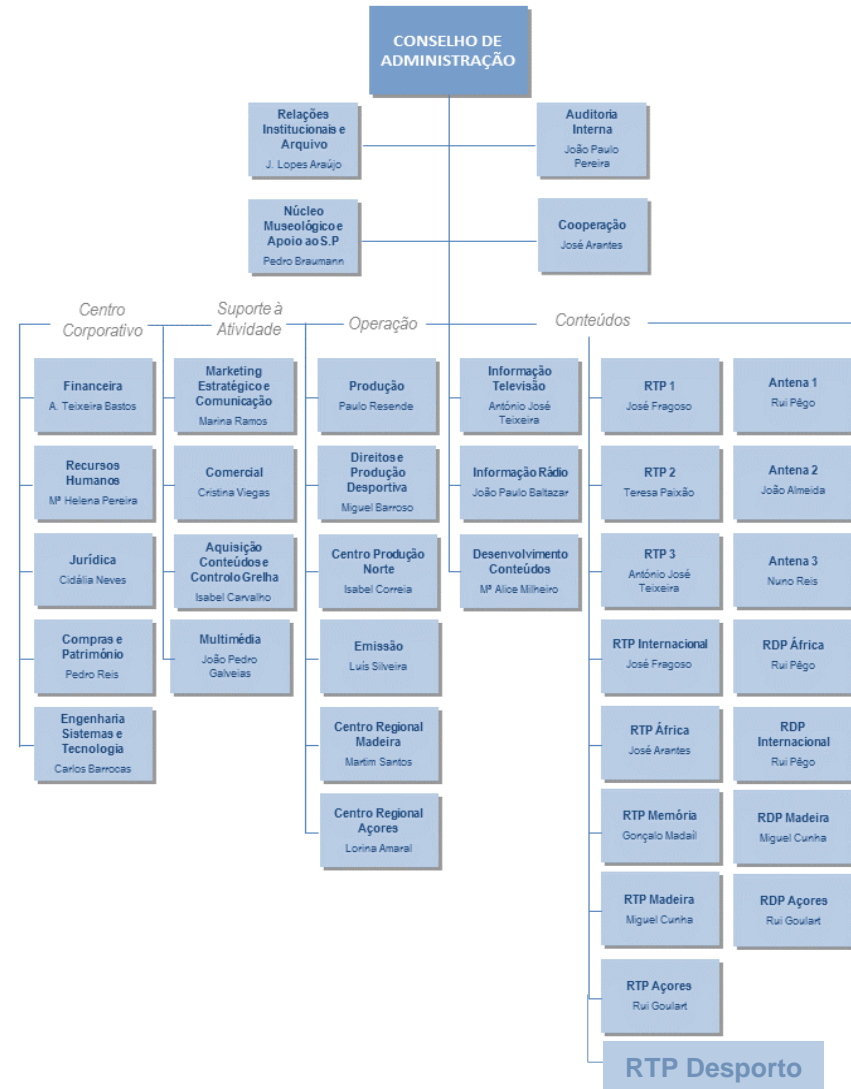 CONSELHO DE
ADMINISTRAÇÃO
Relações
Institucionais e
Arquivo
J. Lopes Araújo
Auditoria
Interna
João Paulo
Pereira
Núcleo
Museológico e
Apoio ao S.P
Pedro Braumann
Cooperação
José Arantes
Centro
Corporativo
Suporte à
Atividade
Operação
Conteúdos
Financeira
A. Teixeira Bastos
Recursos
Humanos
Mª Helena Pereira
Jurídica
Cidália Neves
Compras e
Património
Pedro Reis
Engenharia
Sistemas e
Tecnologia
Carlos Barrocas
Marketing
Estratégico e
Comunicação
Marina Ramos
Comercial
Cristina Viegas
Aquisição
Conteúdos e
Controlo Grelha
Isabel Carvalho
Multimédia
João Pedro
Galveias
Produção
Paulo Resende
Direitos e
Produção
Desportiva
Miguel Barroso
Centro Produção
Norte
Isabel Correia
Emissão
Luís Silveira
Centro Regional
Madeira
Martim Santos
Centro Regional
Açores
Lorina Amaral
Informação
Televisão
António José
Teixeira
Informação Rádio
João Paulo Baltazar
Desenvolvimento
Conteúdos
Mª Alice Milheiro
RTP 1
José Fragoso
RTP 2
Teresa Paixão
RTP 3
António José
Teixeira
RTP Internacional
José Fragoso
RTP África
José Arantes
RTP Memória
Gonçalo Madaíl
RTP Madeira
Miguel Cunha
RTP Açores
Rui Goulart
RTP Desporto
Antena 1
Rui Pêgo
Antena 2
João Almeida
Antena 3
Nuno Reis
RDP África
Rui Pêgo
RDP
Internacional
Rui Pêgo
RDP Madeira
Miguel Cunha
RDP Açores
Rui Goulart